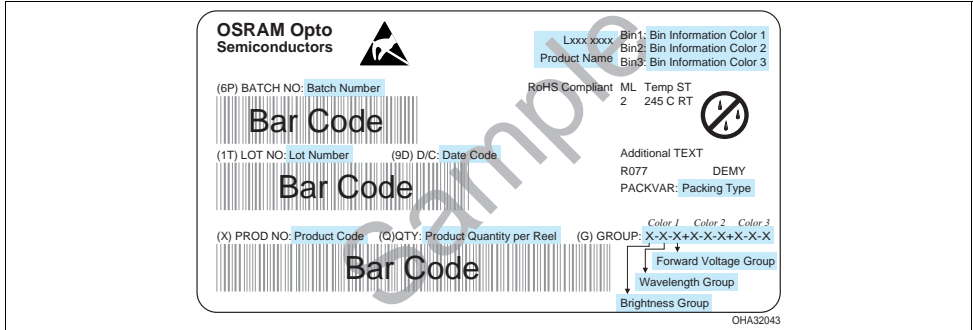 OSRAM Opto
Semiconductors
Lxxx xxxx
Product Name
Bin1: Bin Information Color 1
Bin2: Bin Information Color 2
Bin3: Bin Information Color 3
(6P) BATCH NO: Batch Number
RoHS Compliant ML Temp ST
2 245 C RT
Bar Code
(1T) LOT NO: Lot Number (9D) D/C: Date Code
Additional TEXT
Bar Code
R077 DEMY
PACKVAR: Packing Type
Color 1 Color 2 Color 3
(X) PROD NO: Product Code (Q)QTY: Product Quantity per Reel (G) GROUP: X-X-X+X-X-X+X-X-X
Bar Code
Forward Voltage Group
Wavelength Group
Brightness Group
Sample
OHA32043